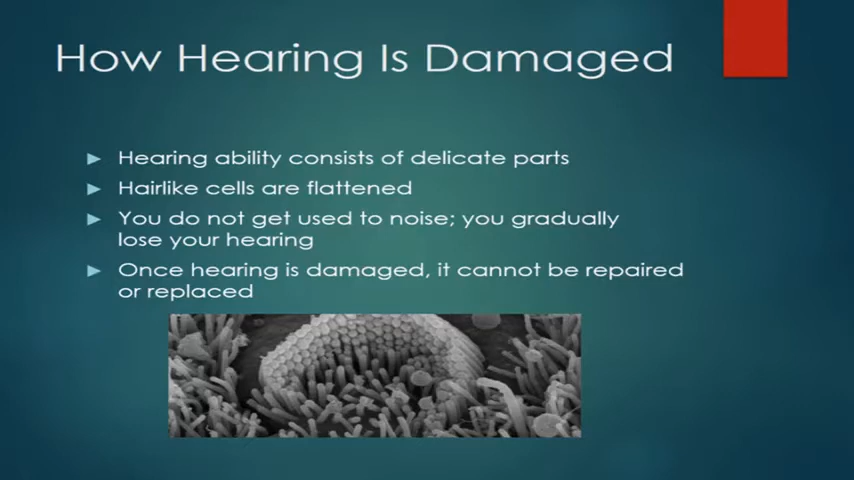 How Hearing Is Damaged
Hearing ability consists of delicate parts
Hairlike cells are flattened
You do not get used to noise; you gradually
lose your hearing
Once hearing is damaged, it cannot be repaired
or replaced